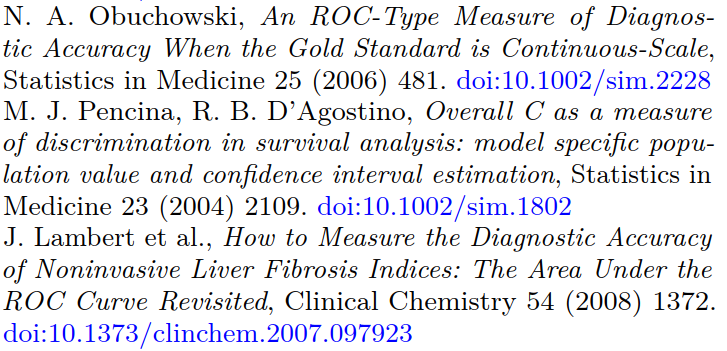 N. A. Obuchowski, An ROC-Type Measure of Diagnos-
tic Accuracy When the Gold Standard is Continuous-Scale,
Statistics in Medicine 25 (2006) 481. doi:10.1002/sim.2228
M. J. Pencina, R. B. D'Agostino, Overall C as a measure
of discrimination in survival analysis: model specific popu-
lation value and confidence interval estimation, Statistics in
Medicine 23 (2004) 2109. doi:10.1002/sim.1802
J. Lambert et al., How to Measure the Diagnostic Accuracy
of Noninvasive Liver Fibrosis Indices: The Area Under the
ROC Curve Revisited, Clinical Chemistry 54 (2008) 1372.
doi:10.1373/clinchem.2007.097923